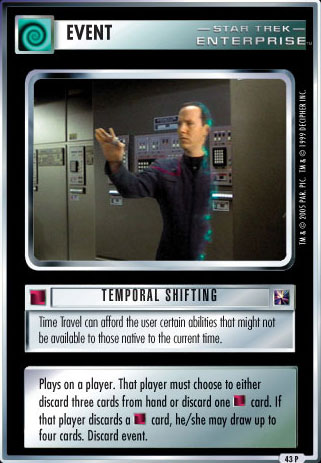 EVENT
STAR TREK
ENTERPRISE™
TM & © 2005 PAR. PIC. TM & © 1999 DECIPHER INC.
TEMPORAL SHIFTING
Time Travel can afford the user certain abilities that might not
be available to those native to the current time.
Plays on a player. That player must choose to either
discard three cards from hand or discard one card. If
that player discards a card, he/she may draw up to
four cards. Discard event.
43 P